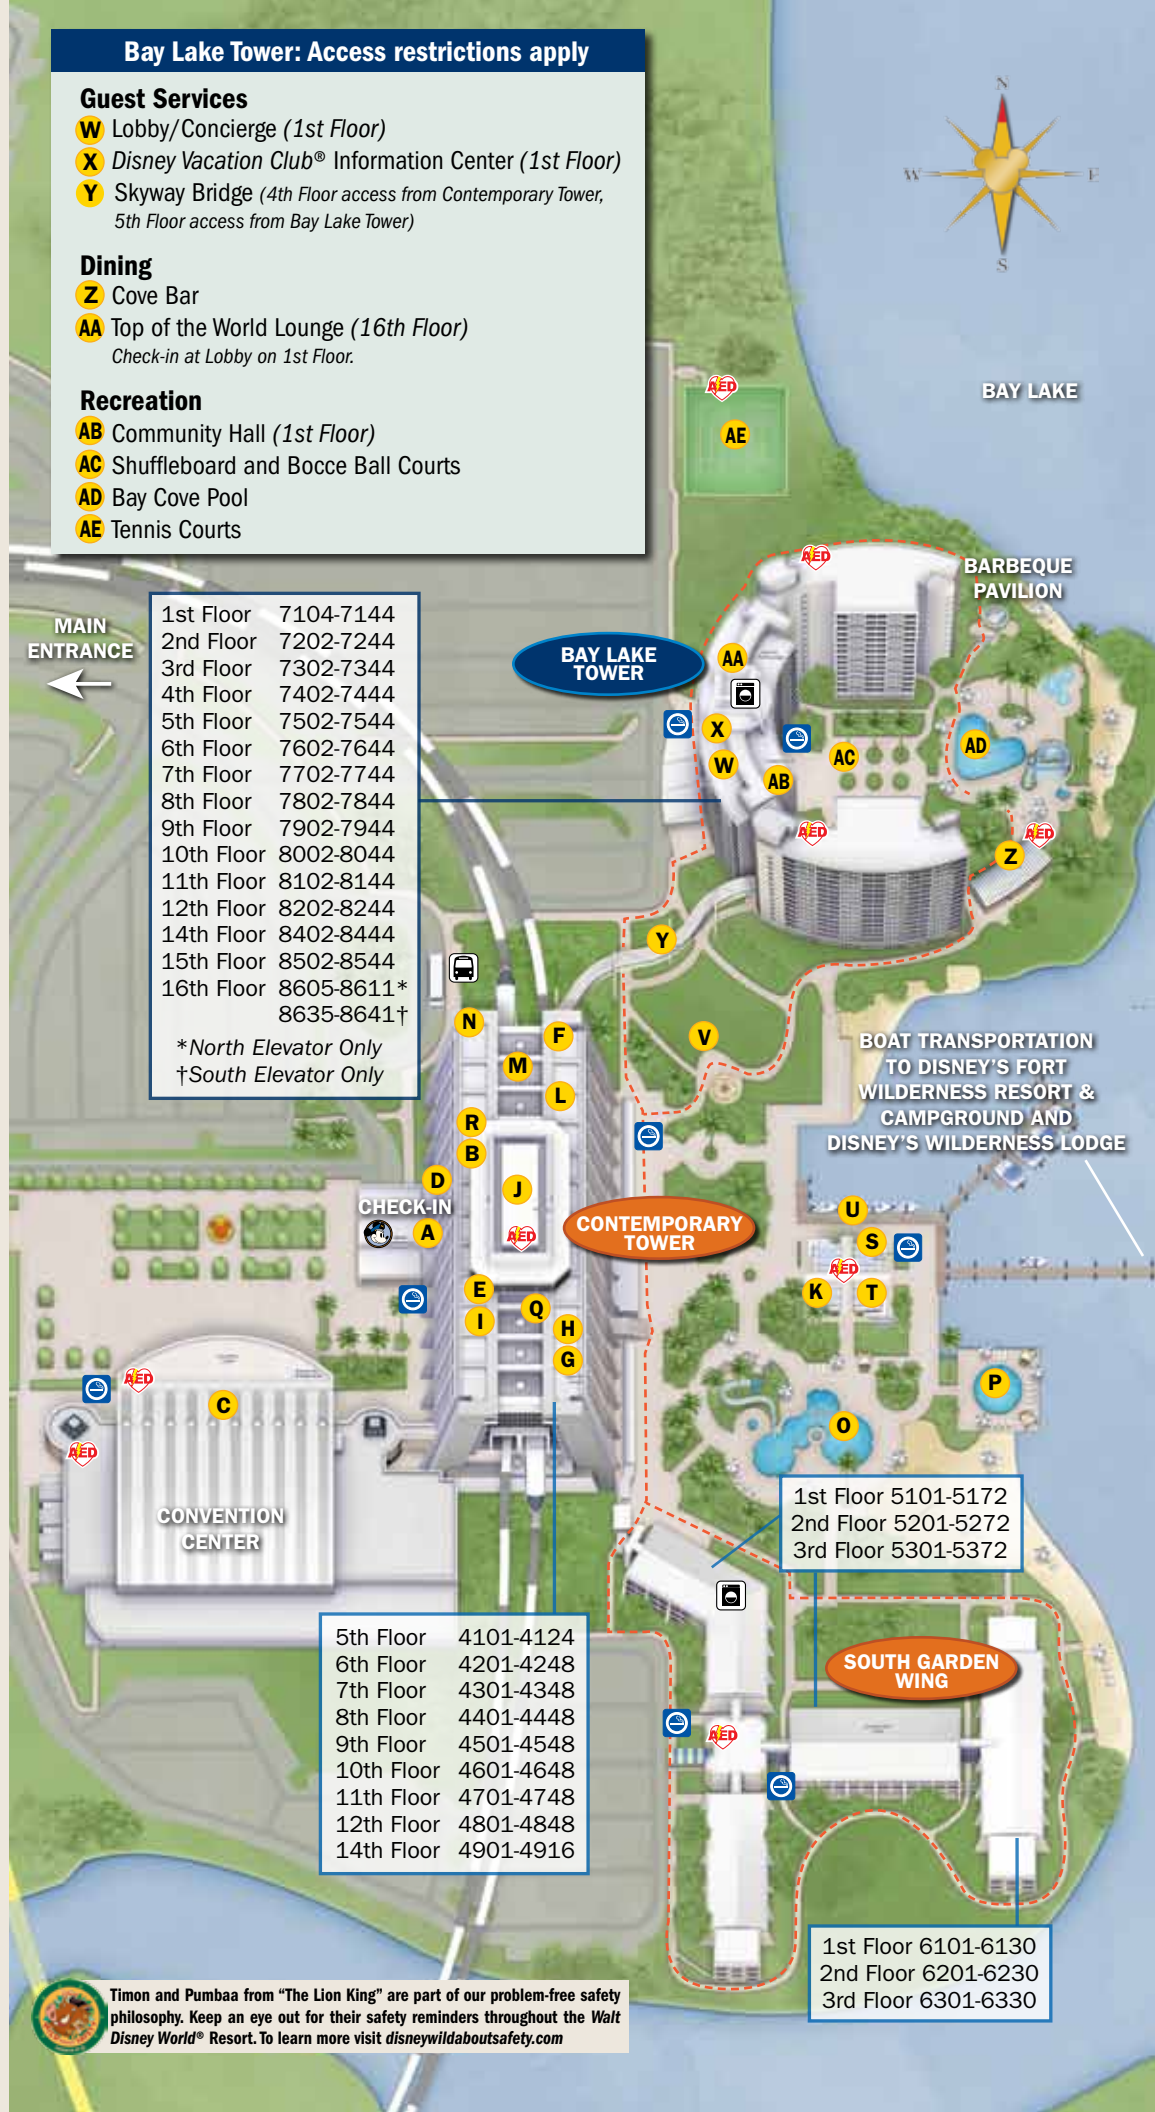 Bay Lake Tower: Access restrictions apply
Guest Services
W Lobby/Concierge (1st Floor)
X Disney Vacation Club® Information Center (1st Floor)
Y Skyway Bridge (4th Floor access from Contemporary Tower,
5th Floor access from Bay Lake Tower)
Dining
Z Cove Bar
AA Top of the World Lounge (16th Floor)
Check-in at Lobby on 1st Floor.
Recreation
AB Community Hall (1st Floor)
AC Shuffleboard and Bocce Ball Courts
AD Bay Cove Pool
AE Tennis Courts
N
W
E
S
BAY LAKE
AED
AE
AED
BARBEQUE
PAVILION
MAIN
ENTRANCE
1st Floor 7104-7144
2nd Floor 7202-7244
3rd Floor 7302-7344
4th Floor 7402-7444
5th Floor 7502-7544
6th Floor 7602-7644
7th Floor 7702-7744
8th Floor 7802-7844
9th Floor 7902-7944
10th Floor 8002-8044
11th Floor 8102-8144
12th Floor 8202-8244
14th Floor 8402-8444
15th Floor 8502-8544
16th Floor 8605-8611*
8635-8641†
*North Elevator Only
†South Elevator Only
BAY LAKE
TOWER
AA
X
W
AB
AC
AD
AED
AED
Z
Y
V
N
F
M
L
R
B
D
J
CHECK-IN
A
AED
CONTEMPORARY
TOWER
E
I
Q
H
G
BOAT TRANSPORTATION
TO DISNEY'S FORT
WILDERNESS RESORT &
CAMPGROUND AND
DISNEY'S WILDERNESS LODGE
U
S
AED
K
T
P
O
AED
C
AED
CONVENTION
CENTER
1st Floor 5101-5172
2nd Floor 5201-5272
3rd Floor 5301-5372
5th Floor 4101-4124
6th Floor 4201-4248
7th Floor 4301-4348
8th Floor 4401-4448
9th Floor 4501-4548
10th Floor 4601-4648
11th Floor 4701-4748
12th Floor 4801-4848
14th Floor 4901-4916
SOUTH GARDEN
WING
AED
1st Floor 6101-6130
2nd Floor 6201-6230
3rd Floor 6301-6330
Timon and Pumbaa from “The Lion King” are part of our problem-free safety
philosophy. Keep an eye out for their safety reminders throughout the Walt
Disney World® Resort. To learn more visit disneywildaboutsafety.com